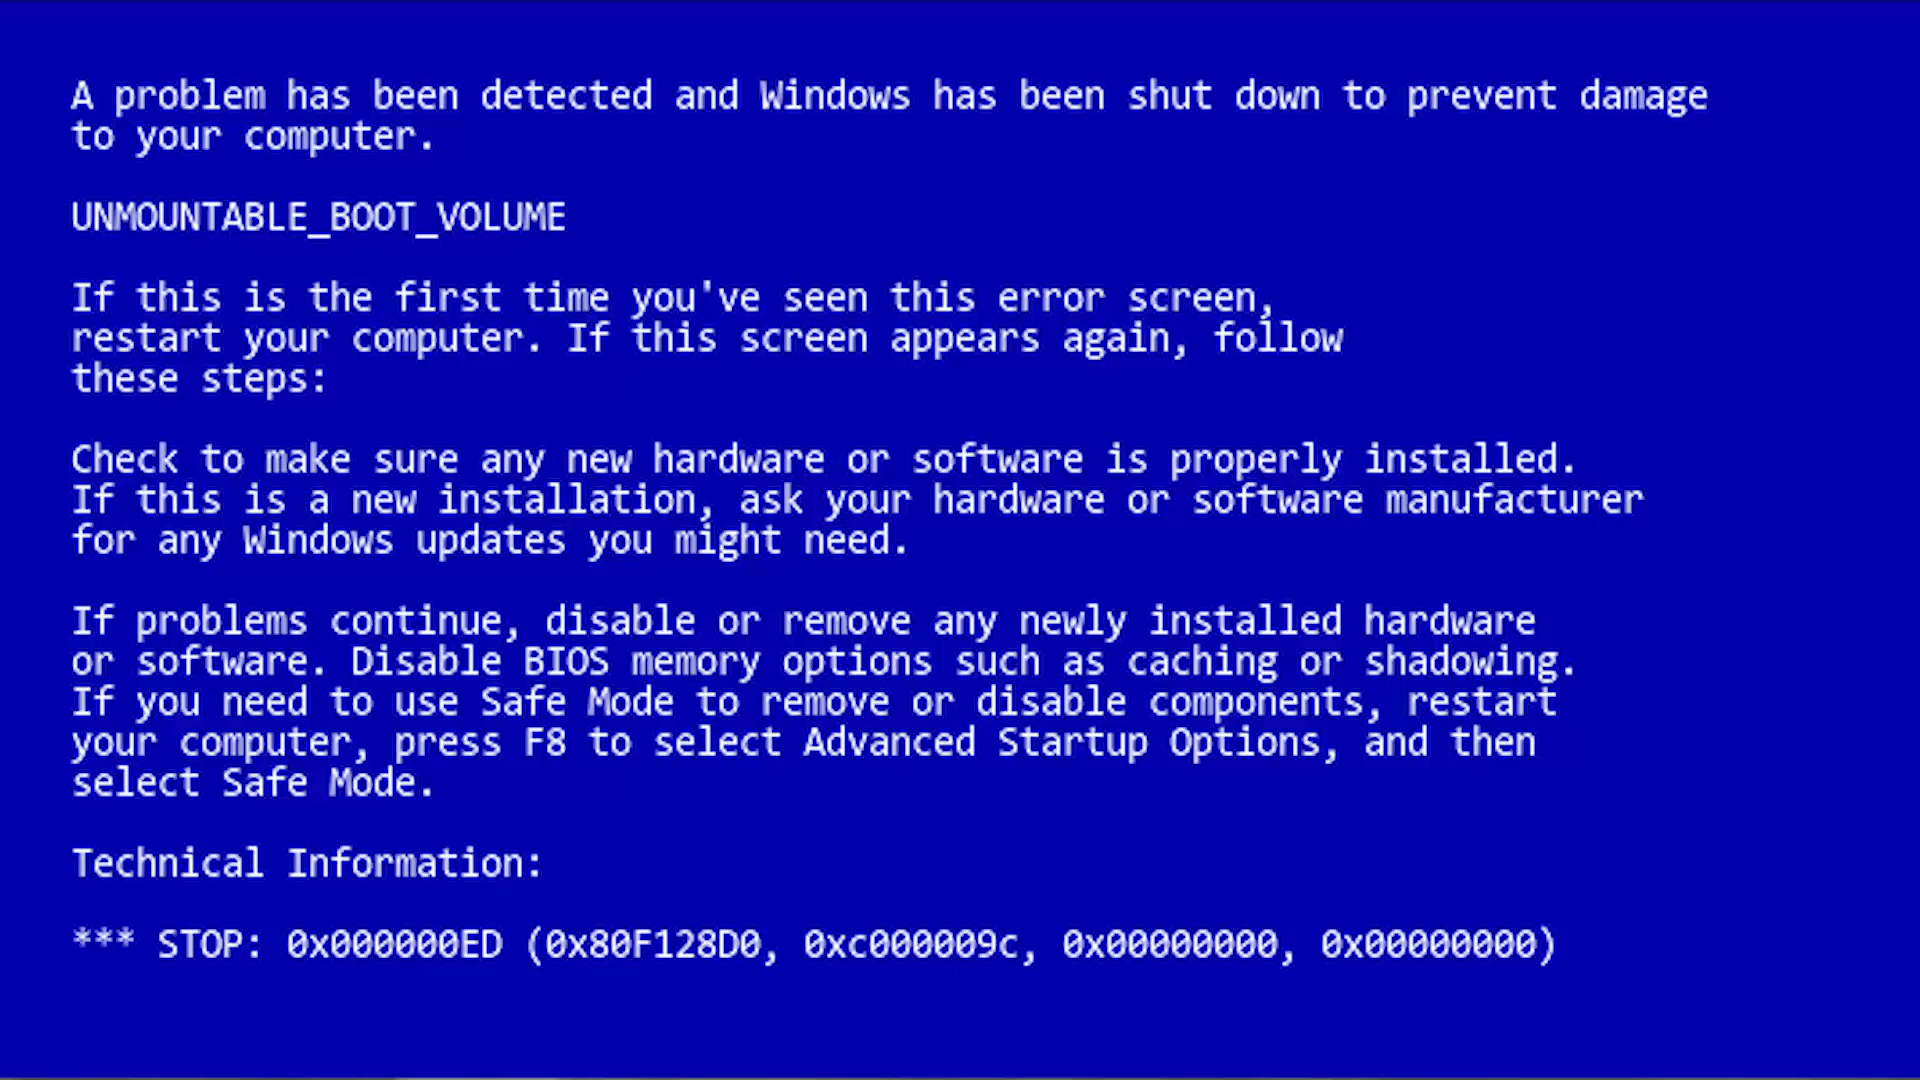 A problem has been detected and Windows has been shut down to prevent damage
to your computer.
UNMOUNTABLE_BOOT_VOLUME
If this is the first time you've seen this error screen,
restart your computer. If this screen appears again, follow
these steps:
Check to make sure any new hardware or software is properly installed.
If this is a new installation, ask your hardware or software manufacturer
for any Windows updates you might need.
If problems continue, disable or remove any newly installed hardware
or software. Disable BIOS memory options such as caching or shadowing.
If you need to use Safe Mode to remove or disable components, restart
your computer, press F8 to select Advanced Startup Options, and then
select Safe Mode.
Technical Information:
*** STOP: 0x000000ED (0x80F128D0, 0xc000009c, 0x00000000, 0x00000000)